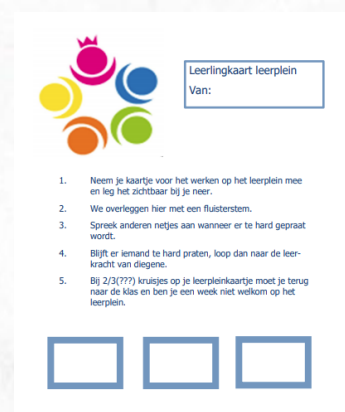 Leerlingkaart leerplein
Van:
1. Neem je kaartje voor het werken op het leerplein mee
en leg het zichtbaar bij je neer.
2. We overleggen hier met een fluisterstem.
3. Spreek anderen netjes aan wanneer er te hard gepraat
wordt.
4. Blijft er iemand te hard praten, loop dan naar de leer-
kracht van diegene.
5. Bij 2/3(???) kruisjes op je leerpleinkaartje moet je terug
naar de klas en ben je een week niet welkom op het
leerplein.